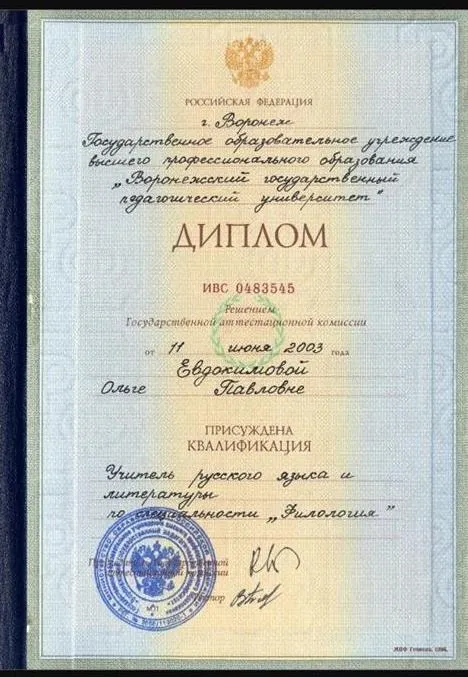 РОССИЙСКАЯ ФЕДЕРАЦИЯ
г. Воронеж
Государственное образовательное учреждение
высшего профессионального образования
„Воронежский государственный
педагогический университет"
ДИПЛОМ
ИВС 0483545
Решением
Государственной аттестационной комиссии
от 11 июня 2003 года
Евдокимовой
Ольге Павловне
ПРИСУЖДЕНА
КВАЛИФИКАЦИЯ
Учитель русского языка и
литературы
по специальности „Филология"